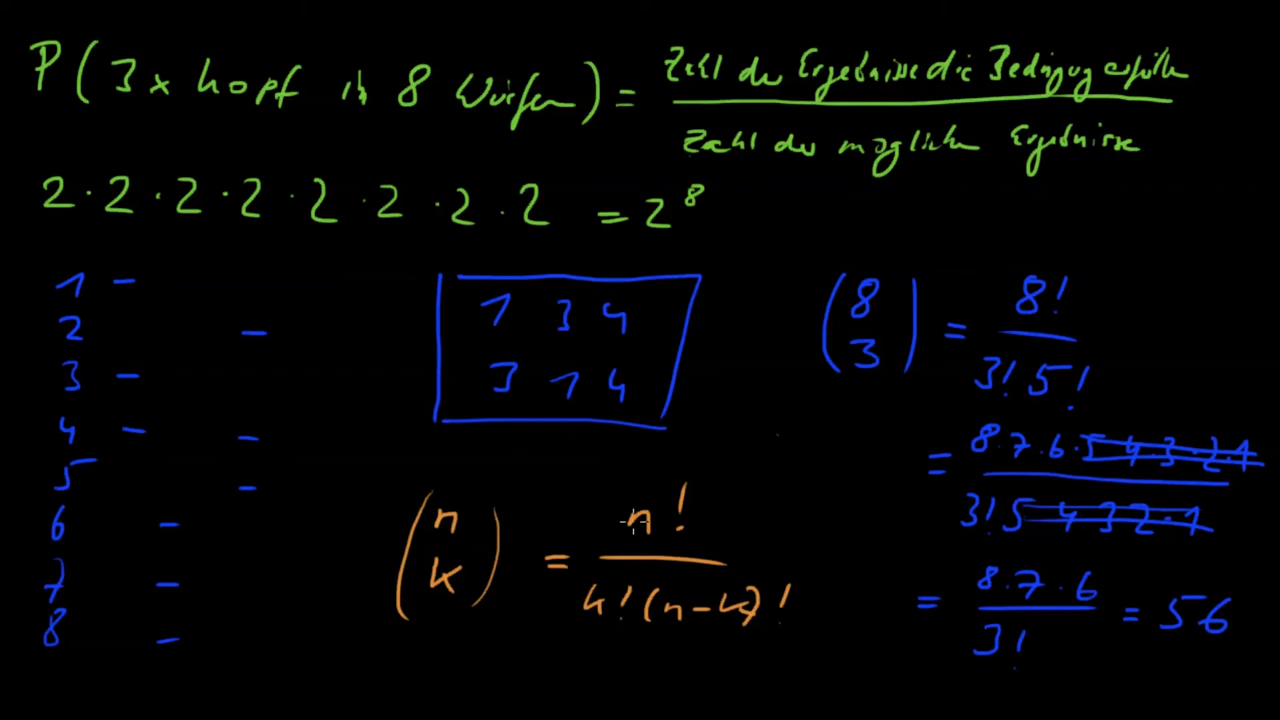 P(3 x kopf in 8 Würfen) = Zahl der Ergebnisse die Bedingung erfüllen
Zahl der möglichen Ergebnisse
2 · 2 · 2 · 2 · 2 · 2 · 2 · 2 = 2⁸
1 –
2 –
3 –
4 – –
5 –
6 –
7 –
8 –
1 3 4
3 1 4
(n k) = n! / k!(n-k)!
(8 3) = 8! / 3! 5!
= 8·7·6·5·4·3·2·1 / 3! 5 4 3 2·1
= 8·7·6 / 3! = 56